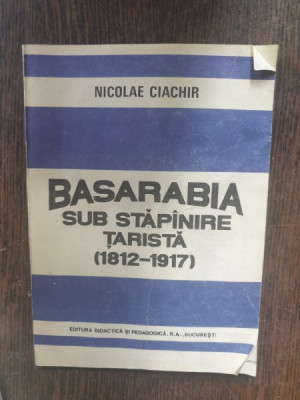 NICOLAE CIACHIR
BASARABIA
SUB STĂPÎNIRE
ȚARISTĂ
(1812-1917)
EDITURA DIDACTICĂ ȘI PEDAGOGICĂ, R.A., BUCUREȘTI